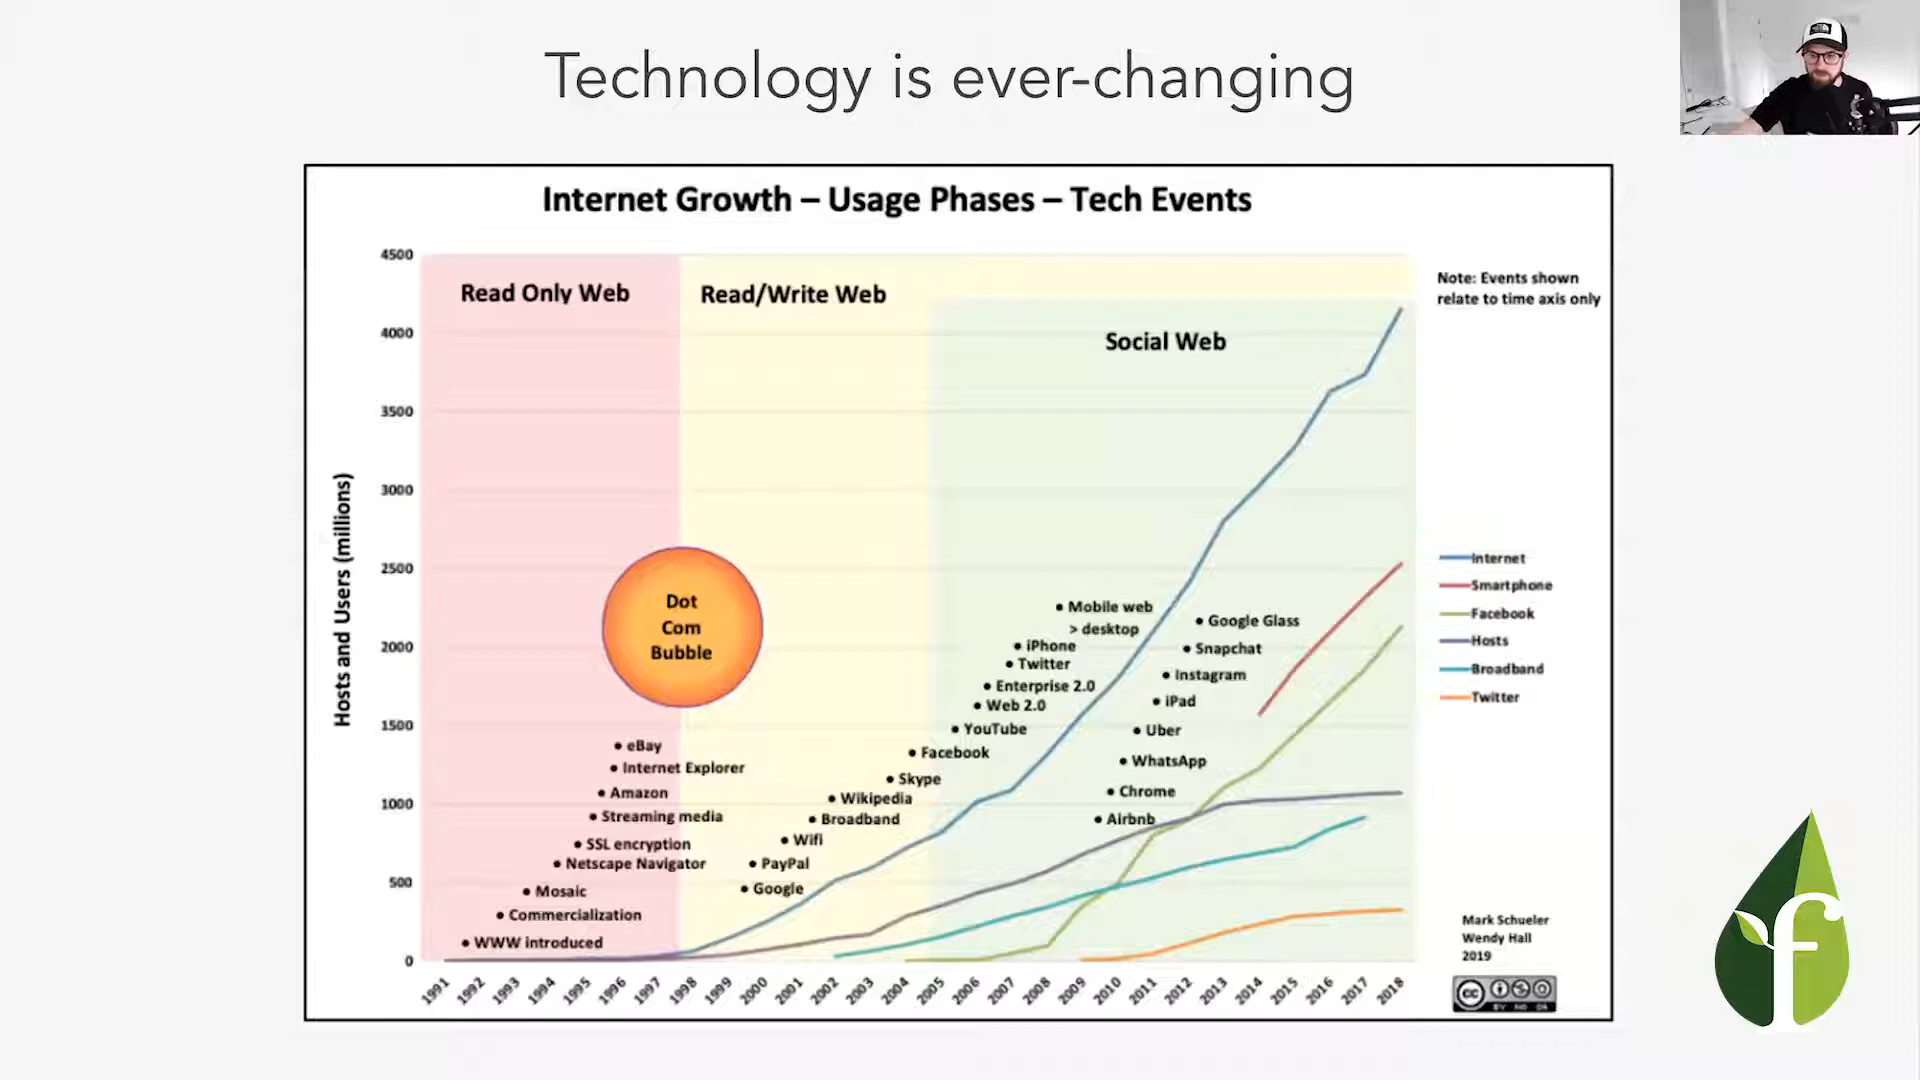 Technology is ever-changing
Internet Growth – Usage Phases – Tech Events
4500
4000
3500
3000
2500
2000
1500
1000
500
0
Hosts and Users (millions)
Read Only Web
Read/Write Web
Social Web
Note: Events shown
relate to time axis only
Dot
Com
Bubble
• eBay
• Internet Explorer
• Amazon
• Streaming media
• SSL encryption
• Netscape Navigator
• Mosaic
• Commercialization
• WWW introduced
• Mobile web
> desktop
• iPhone
• Twitter
• Enterprise 2.0
• Web 2.0
• YouTube
• Facebook
• Skype
• Wikipedia
• Broadband
• Wifi
• PayPal
• Google
• Google Glass
• Snapchat
• Instagram
• iPad
• Uber
• WhatsApp
• Chrome
• Airbnb
Internet
Smartphone
Facebook
Hosts
Broadband
Twitter
1991
1992
1993
1994
1995
1996
1997
1998
1999
2000
2001
2002
2003
2004
2005
2006
2007
2008
2009
2010
2011
2012
2013
2014
2015
2016
2017
2018
Mark Schueler
Wendy Hall
2019
cc
BY NC SA
f